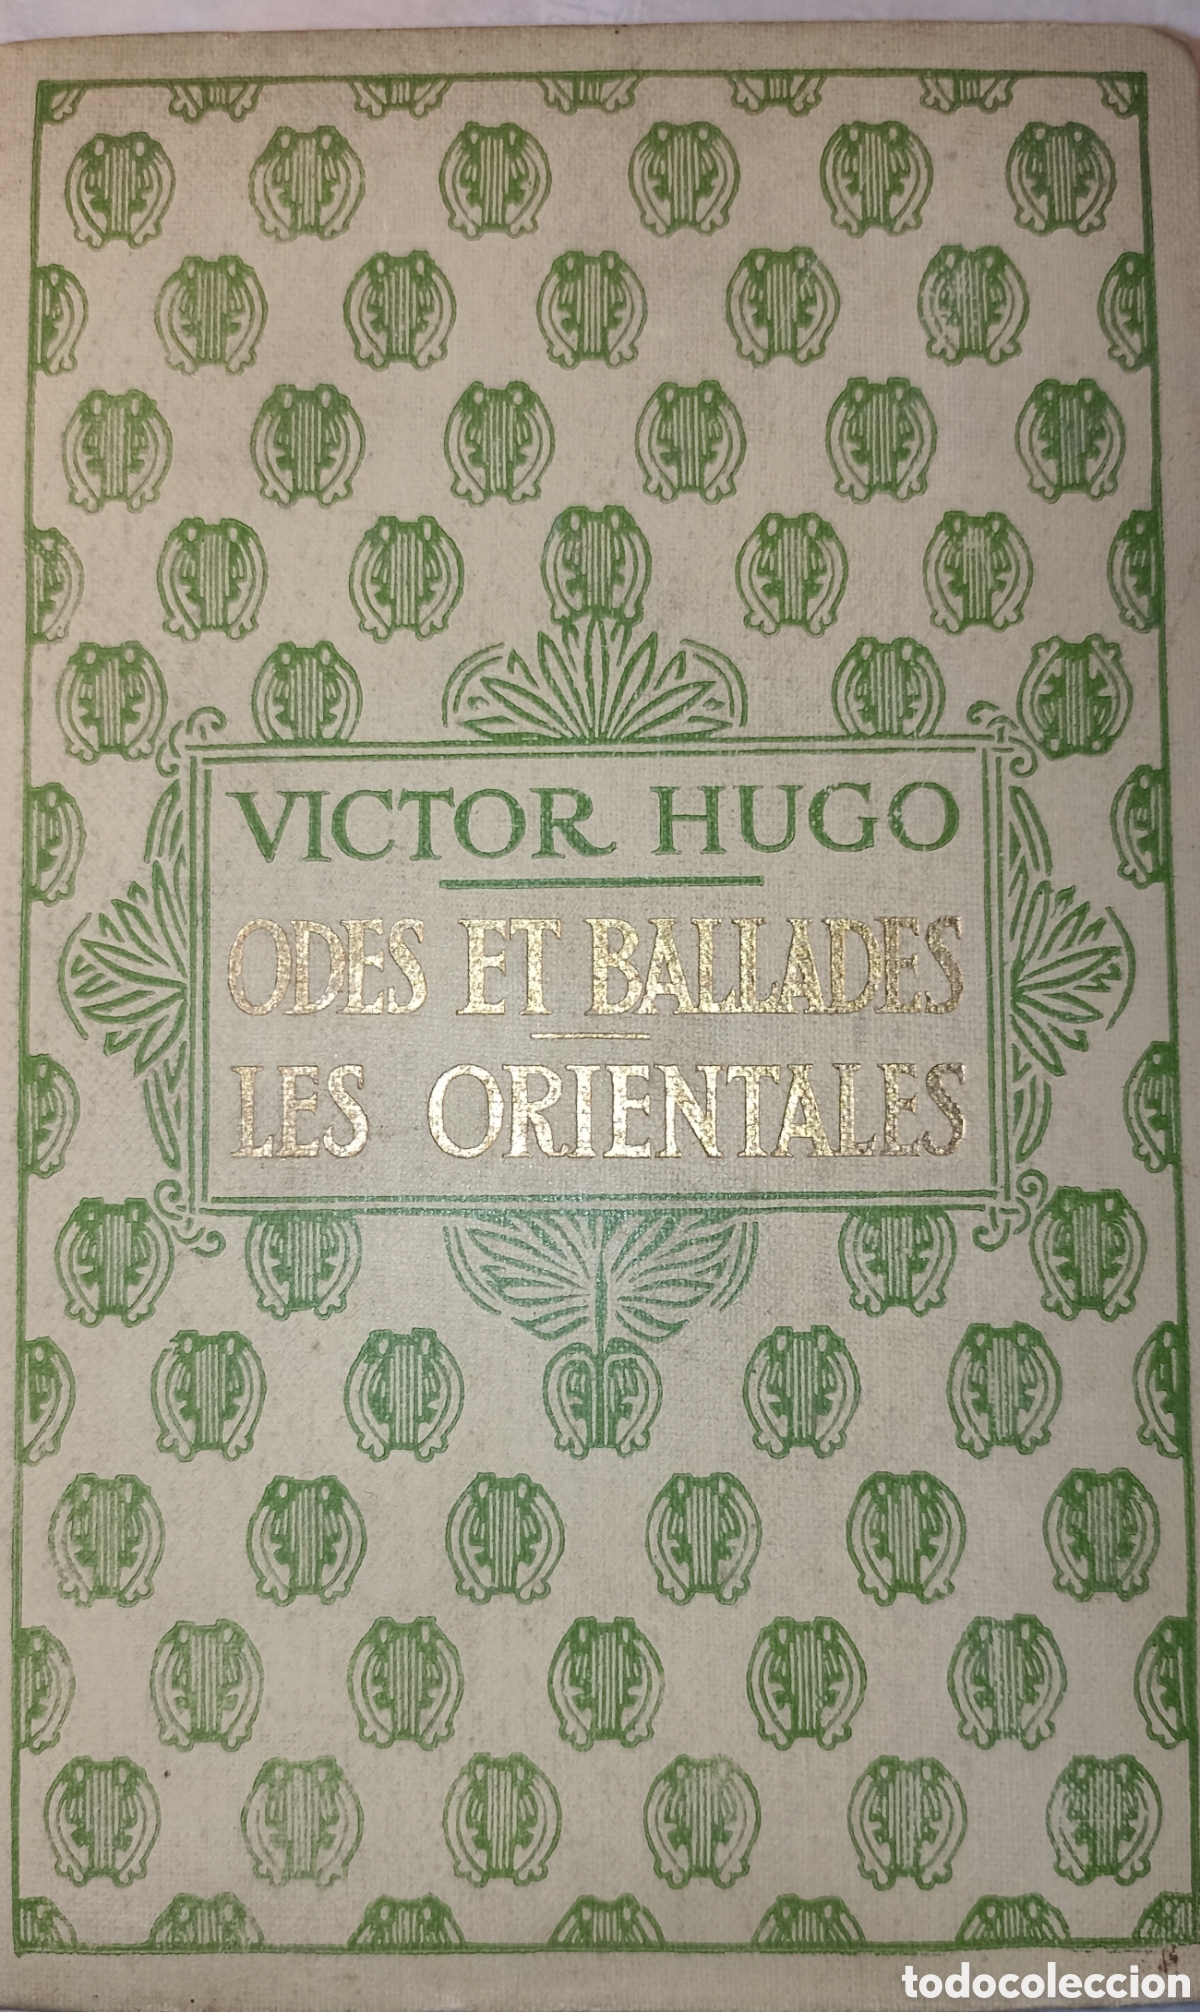 VICTOR HUGO
ODES ET BALLADES
LES ORIENTALES
todocoleccion